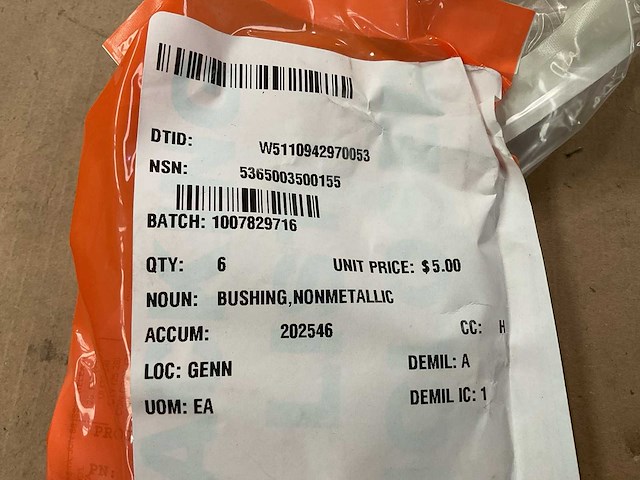 DTID: W5110942970053
NSN: 5365003500155
BATCH: 1007829716
QTY: 6 UNIT PRICE: $5.00
NOUN: BUSHING,NONMETALLIC
ACCUM: 202546 CC: H
LOC: GENN DEMIL: A
UOM: EA DEMIL IC: 1
PN: